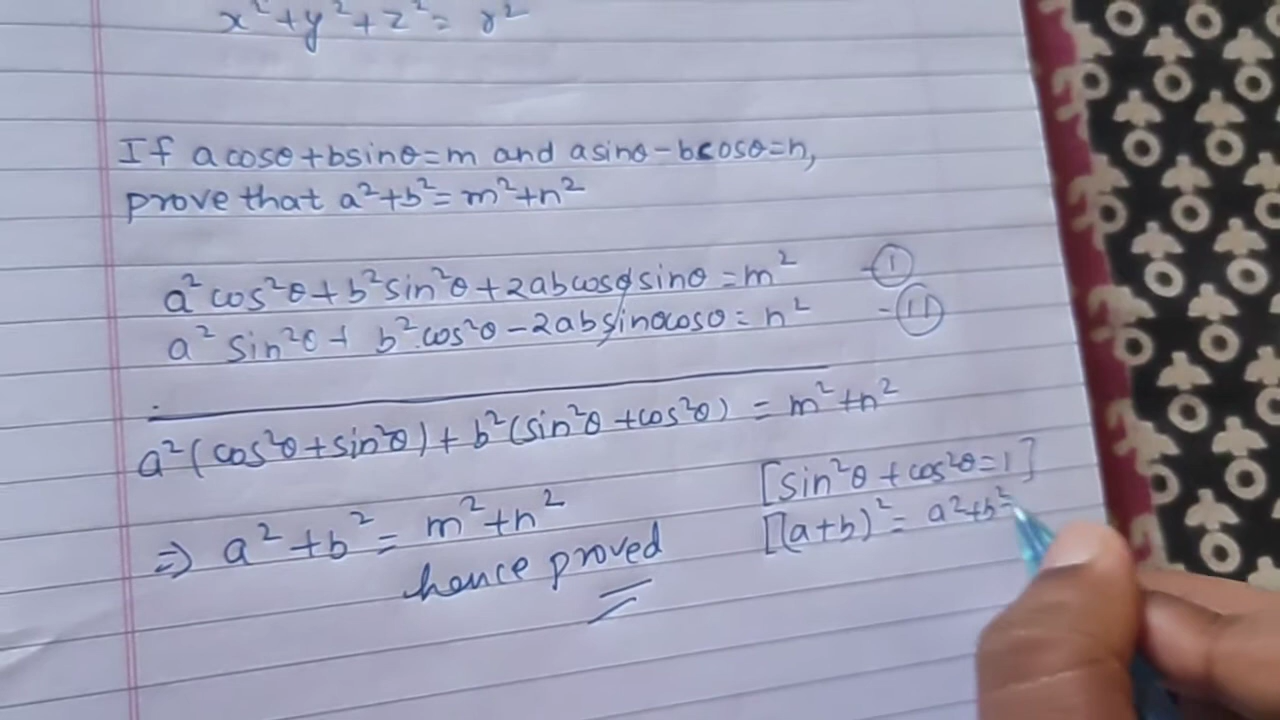 x²+y²+z²= r²
If acosθ+bsinθ=m and asinθ-bcosθ=n,
prove that a²+b²=m²+n²
a²cos²θ+b²sin²θ+2abcosθsinθ=m² -①
a²sin²θ+ b²cos²θ-2absinθcosθ=n² -⑪
a²(cos²θ+sin²θ)+b²(sin²θ+cos²θ) = m²+n²
[sin²θ+cos²θ=1]
⇒ a²+b² = m²+n²
[(a+b)²= a²+b²
hence proved